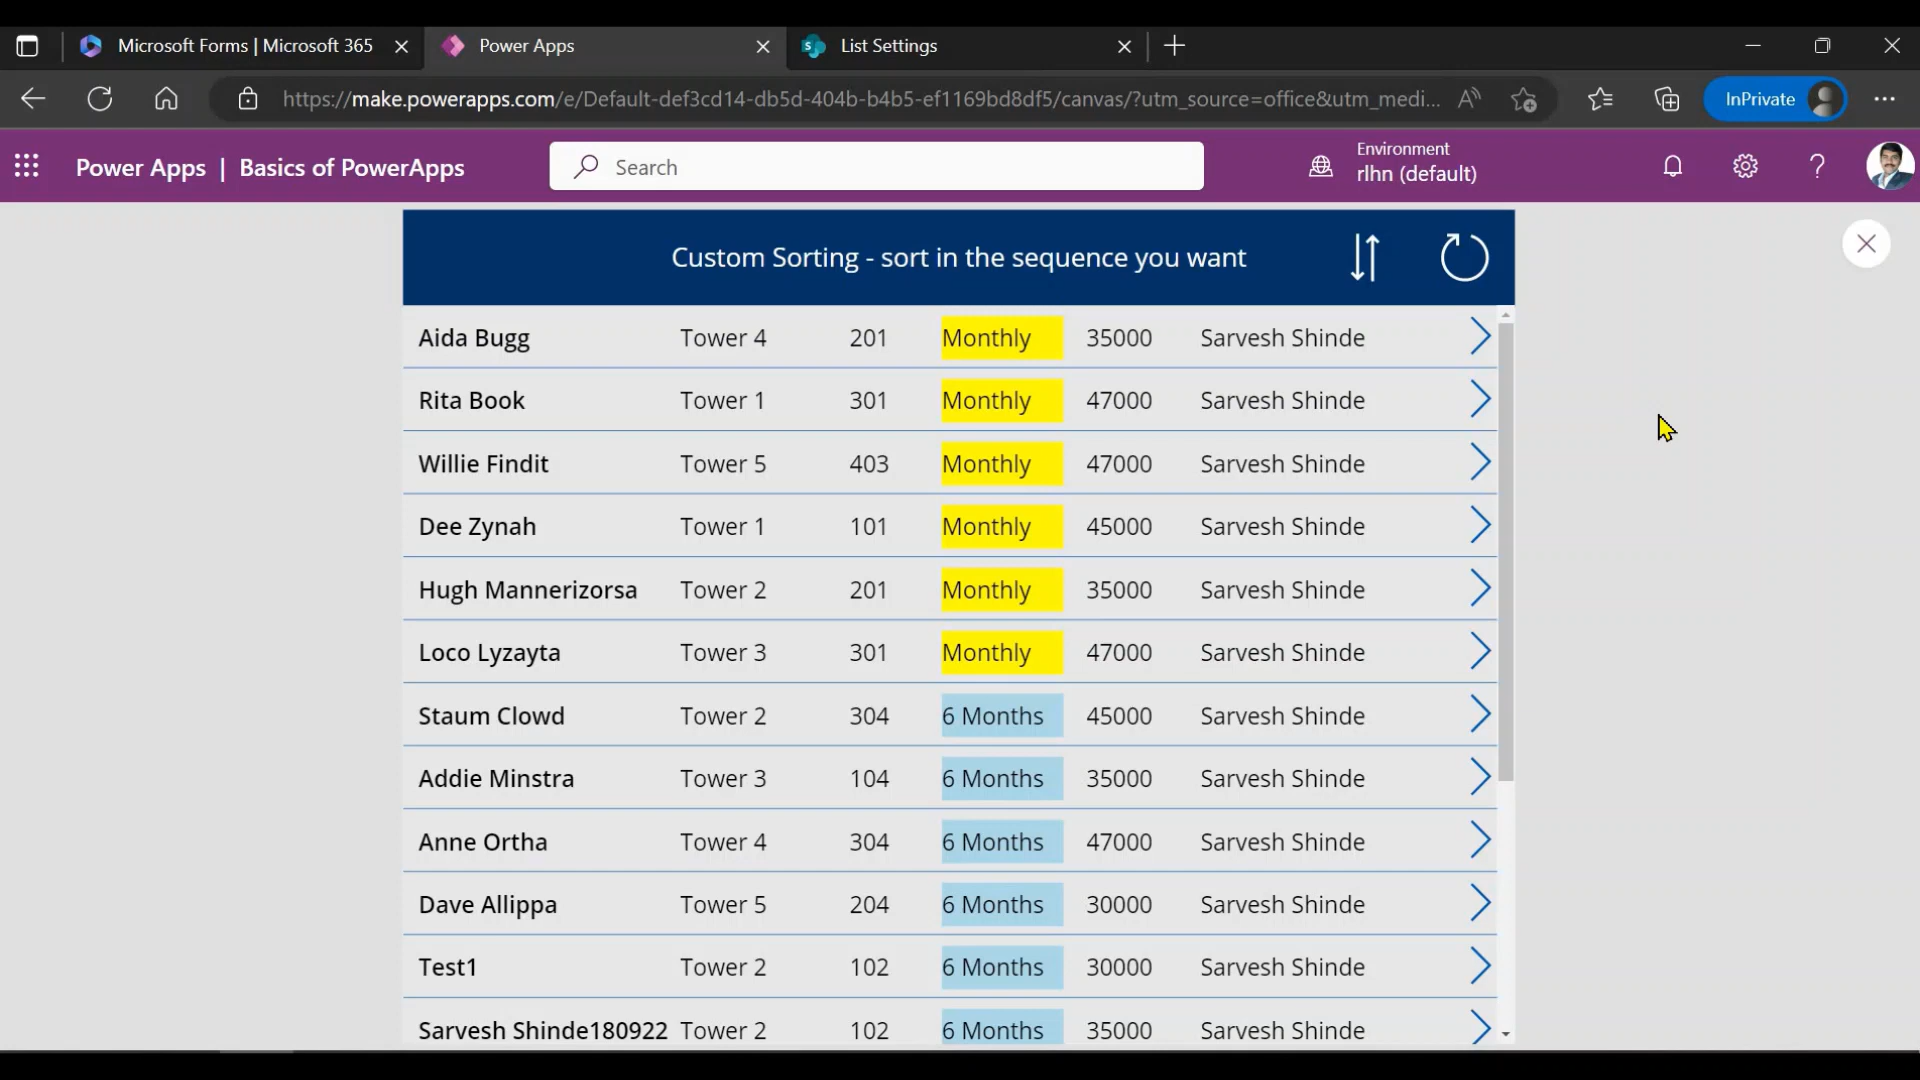 Microsoft Forms | Microsoft 365
Power Apps
List Settings
https://make.powerapps.com/e/Default-def3cd14-db5d-404b-b4b5-ef1169bd8df5/canvas/?utm_source=office&utm_medi...
InPrivate
Power Apps | Basics of PowerApps
Search
Environment
rlhn (default)
Custom Sorting - sort in the sequence you want
Aida Bugg Tower 4 201 Monthly 35000 Sarvesh Shinde
Rita Book Tower 1 301 Monthly 47000 Sarvesh Shinde
Willie Findit Tower 5 403 Monthly 47000 Sarvesh Shinde
Dee Zynah Tower 1 101 Monthly 45000 Sarvesh Shinde
Hugh Mannerizorsa Tower 2 201 Monthly 35000 Sarvesh Shinde
Loco Lyzayta Tower 3 301 Monthly 47000 Sarvesh Shinde
Staum Clowd Tower 2 304 6 Months 45000 Sarvesh Shinde
Addie Minstra Tower 3 104 6 Months 35000 Sarvesh Shinde
Anne Ortha Tower 4 304 6 Months 47000 Sarvesh Shinde
Dave Allippa Tower 5 204 6 Months 30000 Sarvesh Shinde
Test1 Tower 2 102 6 Months 30000 Sarvesh Shinde
Sarvesh Shinde180922 Tower 2 102 6 Months 35000 Sarvesh Shinde